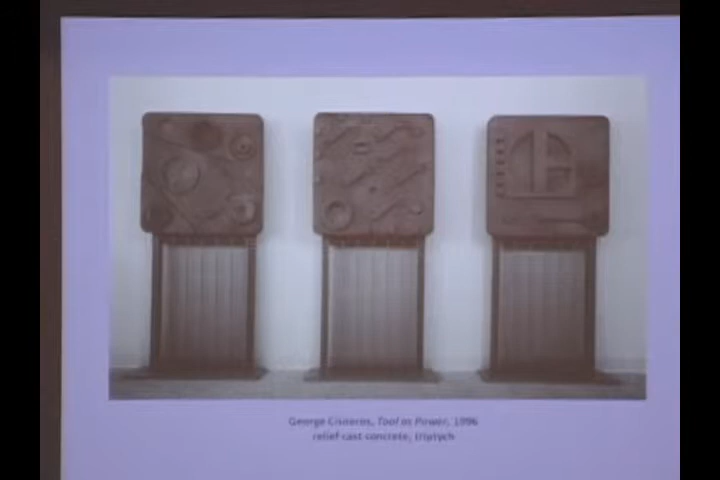 George Cisneros, Tool as Power, 1996
relief cast concrete, triptych